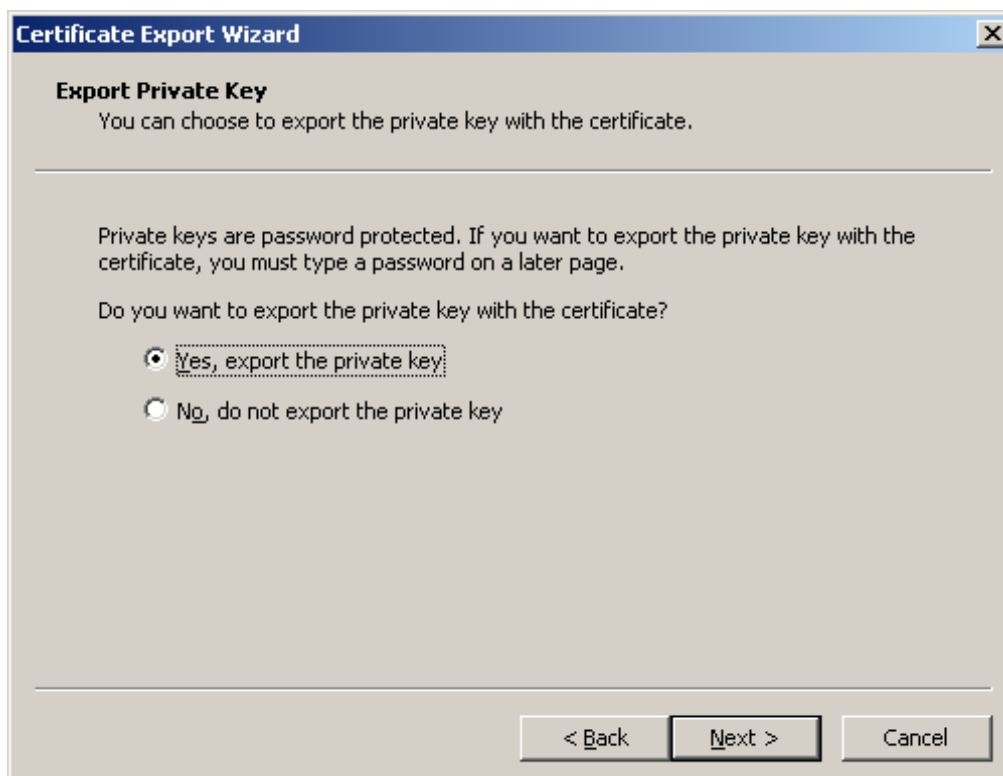 Certificate Export Wizard
Export Private Key
You can choose to export the private key with the certificate.
Private keys are password protected. If you want to export the private key with the
certificate, you must type a password on a later page.
Do you want to export the private key with the certificate?
Yes, export the private key
No, do not export the private key
< Back
Next >
Cancel